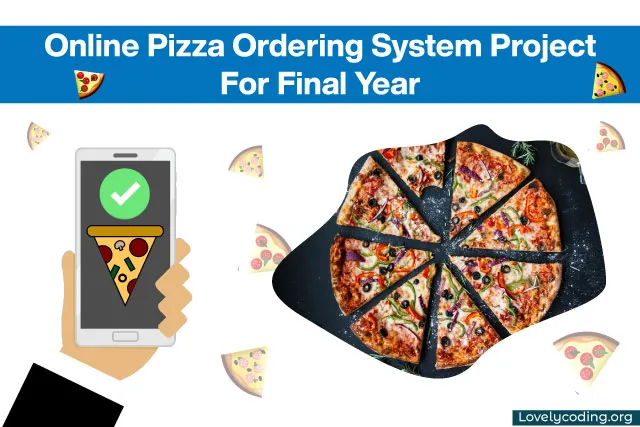 Online Pizza Ordering System Project
For Final Year
Lovelycoding.org